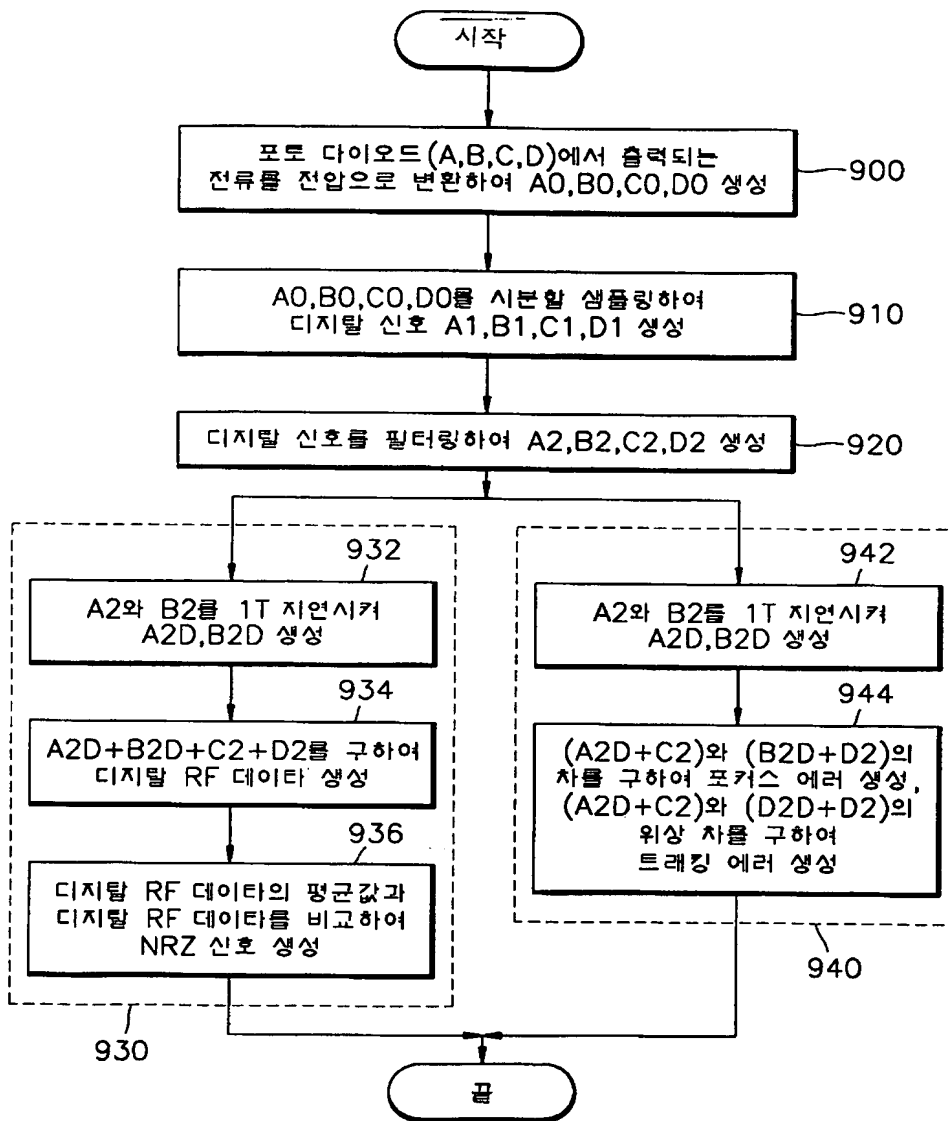 시작
포토 다이오드(A,B,C,D)에서 출력되는
전류를 전압으로 변환하여 A0,B0,C0,D0 생성
900
A0,B0,C0,D0를 시분할 샘플링하여
디지탈 신호 A1,B1,C1,D1 생성
910
디지탈 신호를 필터링하여 A2,B2,C2,D2 생성
920
932
A2와 B2를 1T 지연시켜
A2D,B2D 생성
934
A2D+B2D+C2+D2를 구하여
디지탈 RF 데이타 생성
936
디지탈 RF 데이타의 평균값과
디지탈 RF 데이타를 비교하여
NRZ 신호 생성
930
942
A2와 B2를 1T 지연시켜
A2D,B2D 생성
944
(A2D+C2)와 (B2D+D2)의
차를 구하여 포커스 에러 생성,
(A2D+C2)와 (D2D+D2)의
위상 차를 구하여
트래킹 에러 생성
940
끝